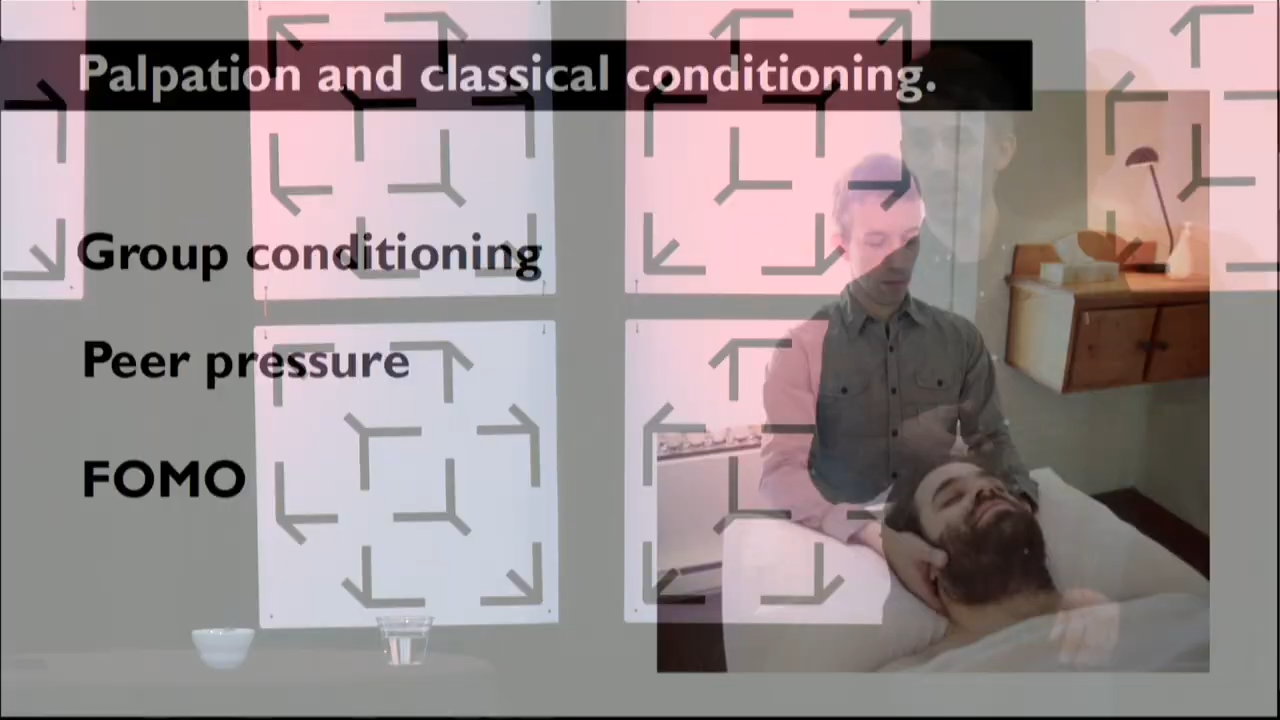 Palpation and classical conditioning.
Group conditioning
Peer pressure
FOMO